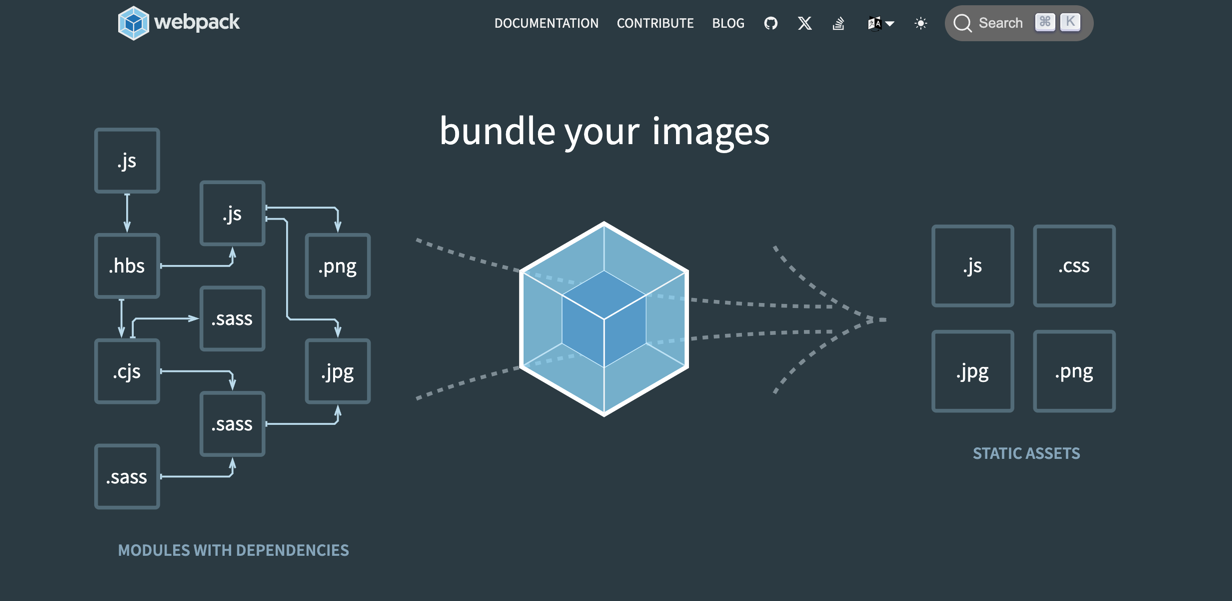 webpack
DOCUMENTATION CONTRIBUTE BLOG Search ⌘ K
bundle your images
.js
.js
.hbs
.png
.sass
.cjs
.jpg
.sass
.sass
MODULES WITH DEPENDENCIES
.js .css
.jpg .png
STATIC ASSETS